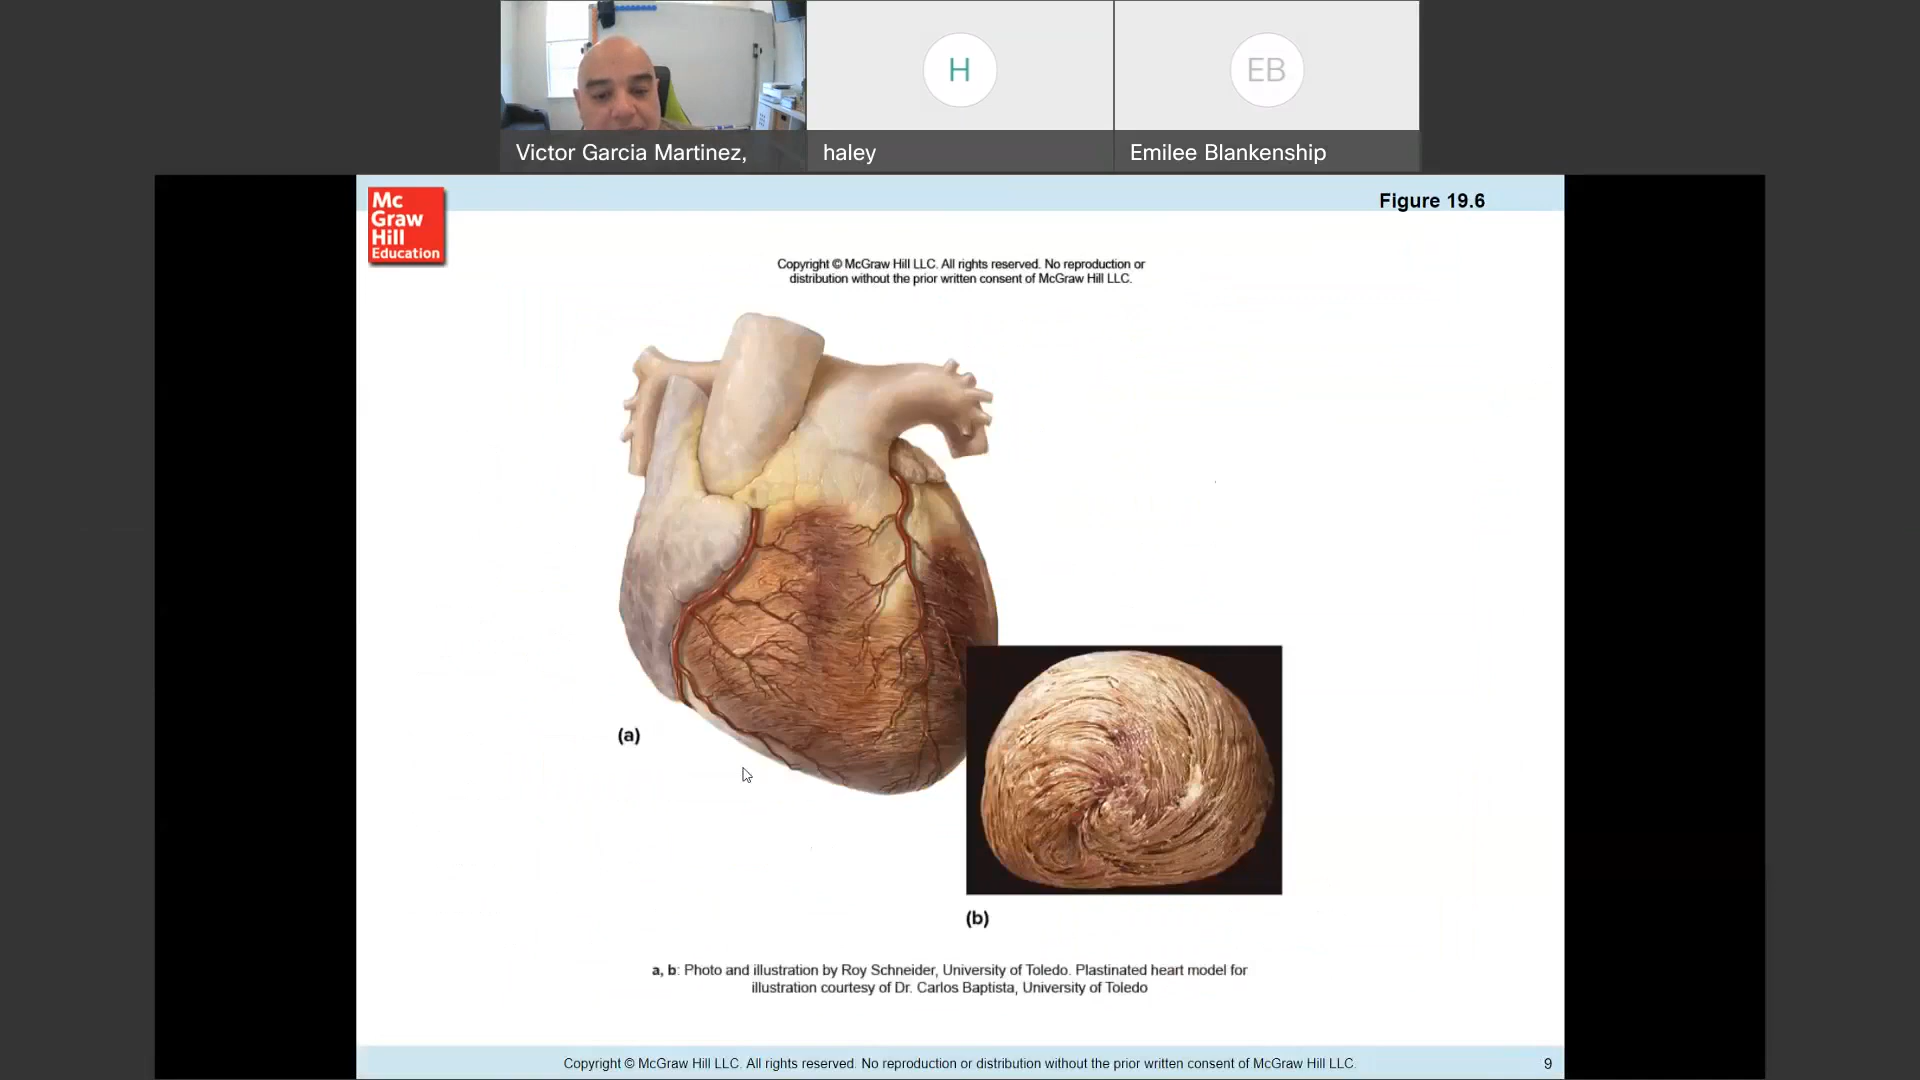 H
EB
Victor Garcia Martinez,
haley
Emilee Blankenship
Mc
Graw
Hill
Education
Figure 19.6
Copyright © McGraw Hill LLC. All rights reserved. No reproduction or
distribution without the prior written consent of McGraw Hill LLC.
(a)
(b)
a, b: Photo and illustration by Roy Schneider, University of Toledo. Plastinated heart model for
illustration courtesy of Dr. Carlos Baptista, University of Toledo
Copyright © McGraw Hill LLC. All rights reserved. No reproduction or distribution without the prior written consent of McGraw Hill LLC.
9